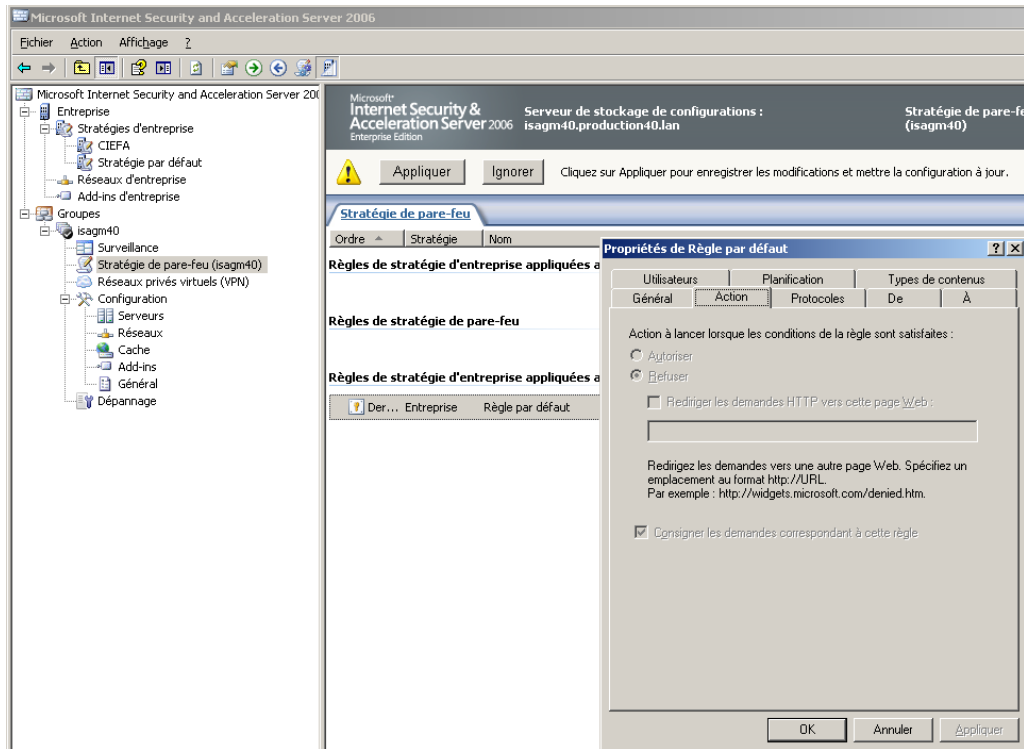 Microsoft Internet Security and Acceleration Server 2006
Fichier Action Affichage ?
Microsoft Internet Security and Acceleration Server 200
Entreprise
Stratégies d'entreprise
CIEFA
Stratégie par défaut
Réseaux d'entreprise
Add-ins d'entreprise
Groupes
isagm40
Surveillance
Stratégie de pare-feu (isagm40)
Réseaux privés virtuels (VPN)
Configuration
Serveurs
Réseaux
Cache
Add-ins
Général
Dépannage
Microsoft
Internet Security &
Acceleration Server 2006
Enterprise Edition
Serveur de stockage de configurations :
isagm40.production40.lan
Stratégie de pare-fe
(isagm40)
Appliquer Ignorer Cliquez sur Appliquer pour enregistrer les modifications et mettre la configuration à jour.
Stratégie de pare-feu
Ordre Stratégie Nom
Règles de stratégie d'entreprise appliquées a
Règles de stratégie de pare-feu
Règles de stratégie d'entreprise appliquées a
Der... Entreprise Règle par défaut
Propriétés de Règle par défaut
Utilisateurs Planification Types de contenus
Général Action Protocoles De À
Action à lancer lorsque les conditions de la règle sont satisfaites :
Autoriser
Refuser
Rediriger les demandes HTTP vers cette page Web :
Redirigez les demandes vers une autre page Web. Spécifiez un
emplacement au format http://URL.
Par exemple : http://widgets.microsoft.com/denied.htm.
Consigner les demandes correspondant à cette règle
OK Annuler Appliquer